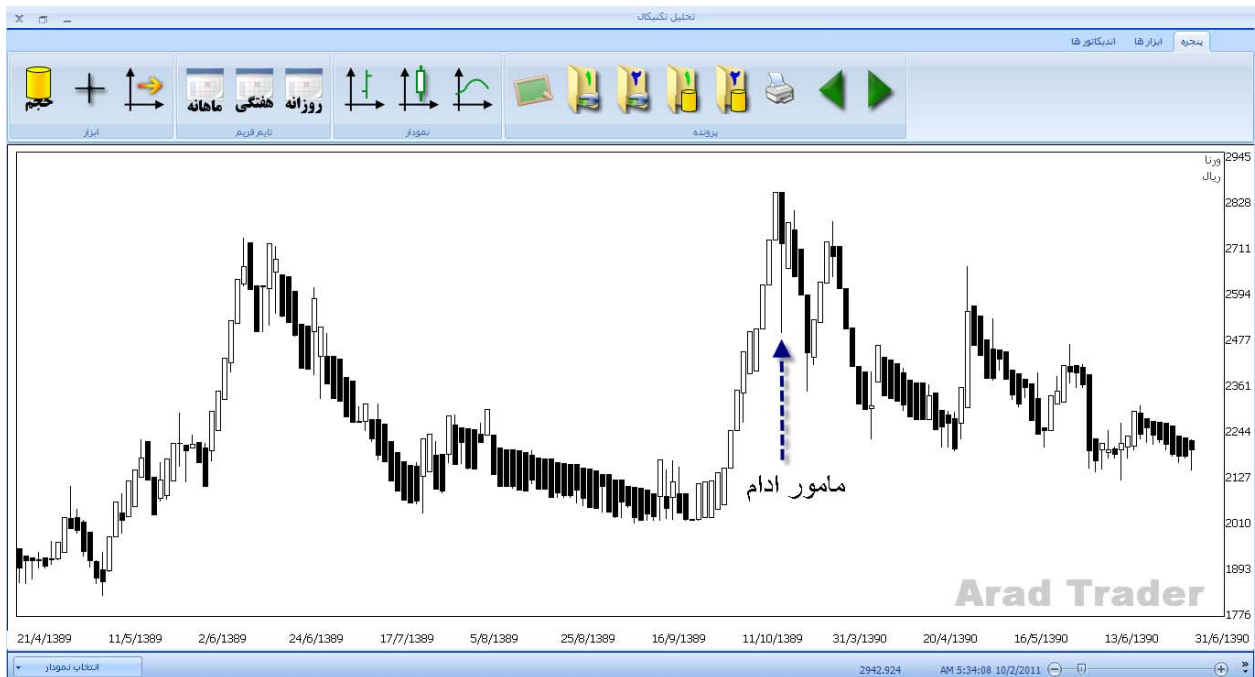 تحلیل تکنیکال
پنجره ابزار ها اندیکاتور ها
حجم
ماهانه هفتگی روزانه
۱ ۲ ۱ ۲
ابزار تایم فریم نمودار پرونده
ورنا
ریال
2945
2828
2711
2594
2477
2361
2244
2127
2010
1893
1776
مامور ادام
Arad Trader
21/4/1389 11/5/1389 2/6/1389 24/6/1389 17/7/1389 5/8/1389 25/8/1389 16/9/1389 11/10/1389 31/3/1390 20/4/1390 16/5/1390 13/6/1390 31/6/1390
انتخاب نمودار 2942.924 AM 5:34:08 10/2/2011